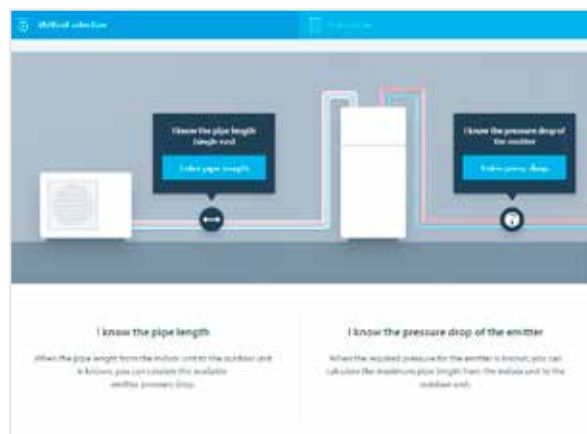 Method selection
I know the pipe length
(single run)
Enter pipe length
I know the pressure drop of
the emitter
Enter press. drop
I know the pipe length
When the pipe lenght from the indoor unit to the outdoor unit
is known, you can calculate the available
emitter pressure drop.
I know the pressure drop of the emitter
When the required pressure for the emitter is known, you can
calculate the maximum pipe length from the indoor unit to the
outdoor unit.